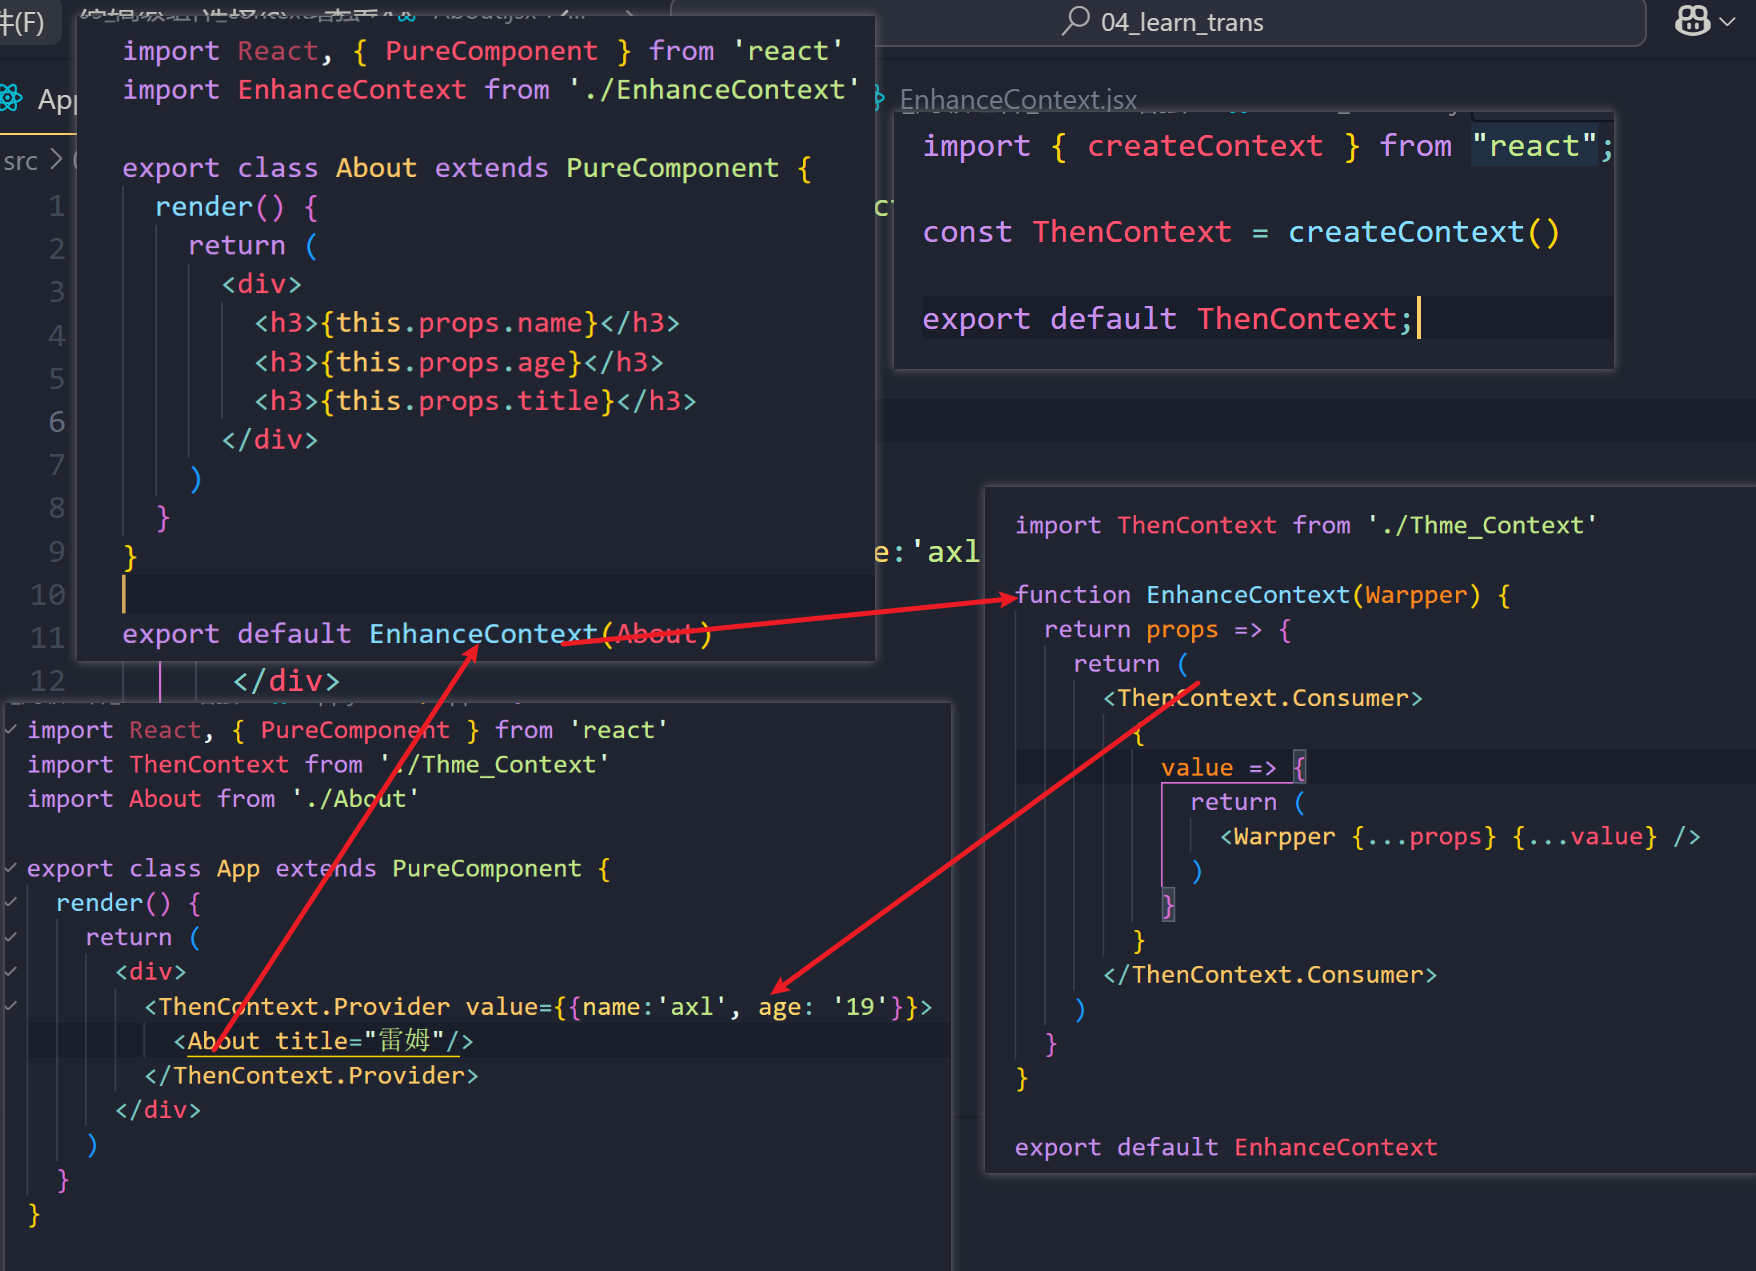 件(F)
04_learn_trans
App
EnhanceContext.jsx
src >
import React, { PureComponent } from 'react'
import EnhanceContext from './EnhanceContext'
export class About extends PureComponent {
render() {
return (
<div>
<h3>{this.props.name}</h3>
<h3>{this.props.age}</h3>
<h3>{this.props.title}</h3>
</div>
)
}
}
export default EnhanceContext(About)
1
2
3
4
5
6
7
8
9
10
11
12
</div>
e:'axl
import { createContext } from "react";
const ThenContext = createContext()
export default ThenContext;
import React, { PureComponent } from 'react'
import ThenContext from './Thme_Context'
import About from './About'
export class App extends PureComponent {
render() {
return (
<div>
<ThenContext.Provider value={{name:'axl', age: '19'}}>
<About title="雷姆"/>
</ThenContext.Provider>
</div>
)
}
}
import ThenContext from './Thme_Context'
function EnhanceContext(Warpper) {
return props => {
return (
<ThenContext.Consumer>
{
value => {
return (
<Warpper {...props} {...value} />
)
}
}
</ThenContext.Consumer>
)
}
}
export default EnhanceContext